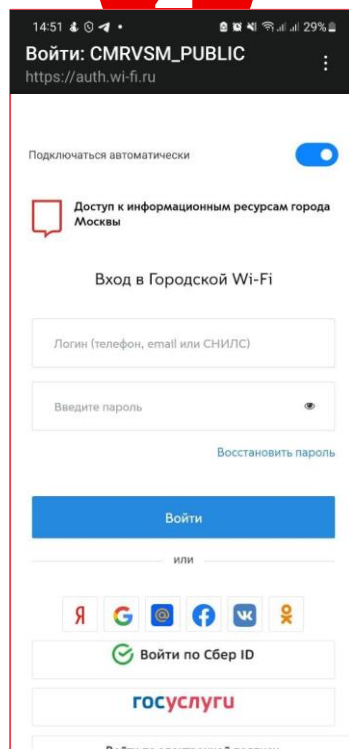 14:51 29%
Войти: CMRVSM_PUBLIC
https://auth.wi-fi.ru
Подключаться автоматически
Доступ к информационным ресурсам города
Москвы
Вход в Городской Wi-Fi
Логин (телефон, email или СНИЛС)
Введите пароль
Восстановить пароль
Войти
или
Я G @ f
Войти по Сбер ID
госуслуги